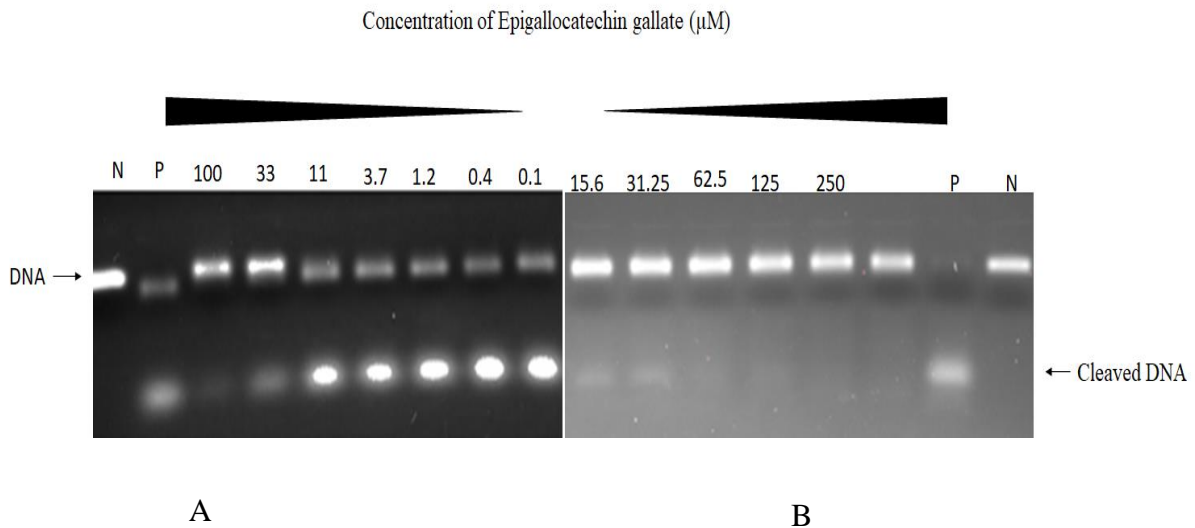 Concentration of Epigallocatechin gallate (µM)
N P 100 33 11 3.7 1.2 0.4 0.1 15.6 31.25 62.5 125 250 P N
DNA
Cleaved DNA
A B